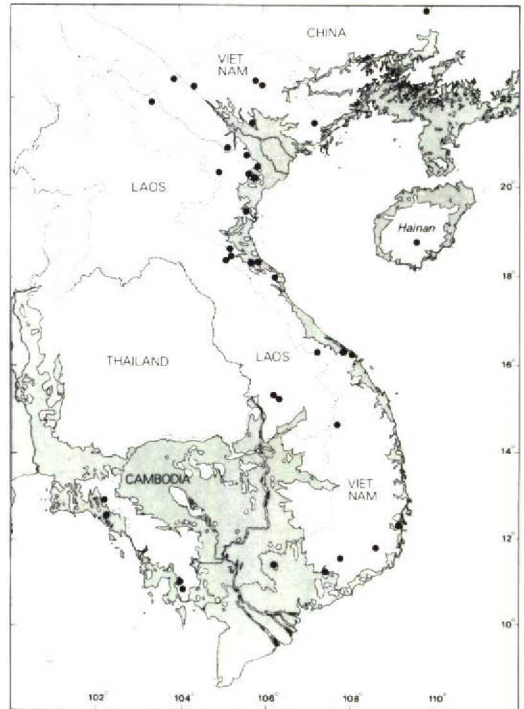 CHINA
VIET
NAM
LAOS
20°
Hainan
18°
THAILAND
LAOS
16°
14°
CAMBODIA
VIET
NAM
12°
10°
102°
104°
106°
108°
110°